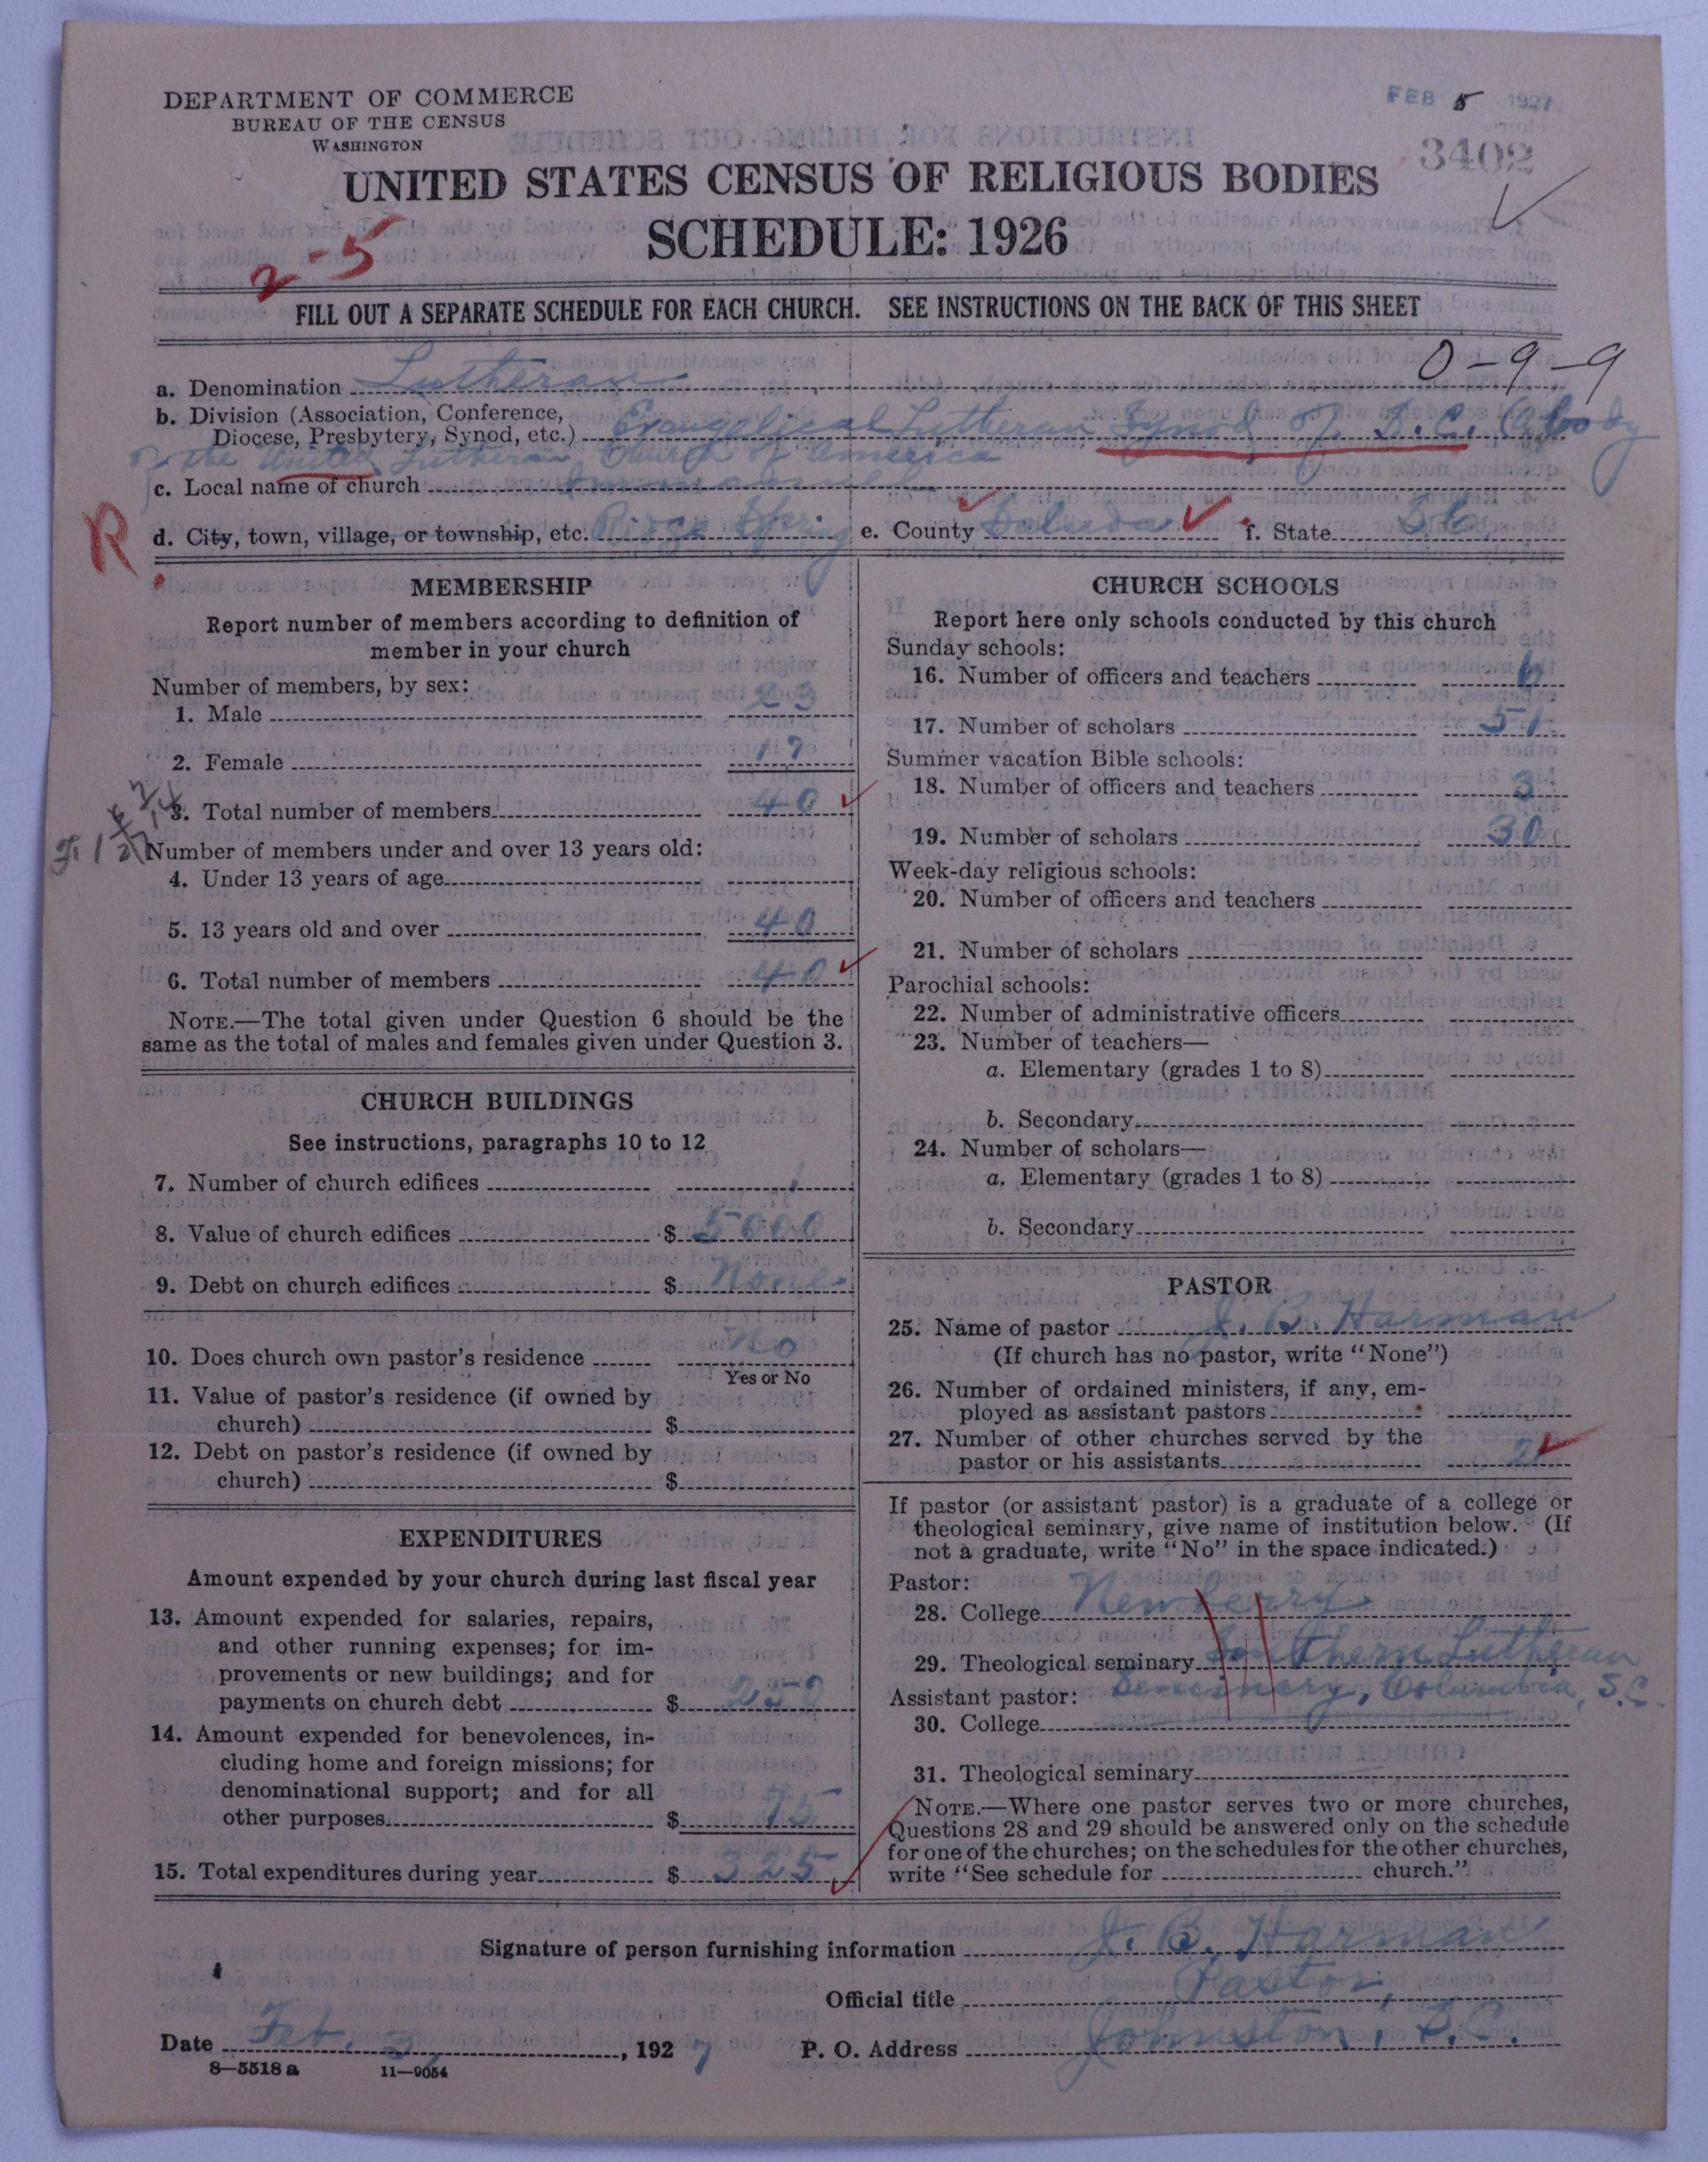 DEPARTMENT OF COMMERCE
BUREAU OF THE CENSUS
WASHINGTON
FEB 5 1927
3402
UNITED STATES CENSUS OF RELIGIOUS BODIES
SCHEDULE: 1926
2-5
FILL OUT A SEPARATE SCHEDULE FOR EACH CHURCH. SEE INSTRUCTIONS ON THE BACK OF THIS SHEET
0-9-9
a. Denomination Lutheran
b. Division (Association, Conference,
Diocese, Presbytery, Synod, etc.) Evangelical Lutheran Synod of S.C. (a body
of the United Lutheran Church of America
c. Local name of church Immanuel
R
d. City, town, village, or township, etc. Ridge Spring e. County Saluda f. State SC
MEMBERSHIP
Report number of members according to definition of
member in your church
Number of members, by sex:
1. Male 23
2. Female 17
3. Total number of members 40
Number of members under and over 13 years old:
4. Under 13 years of age
5. 13 years old and over 40
6. Total number of members 40
NOTE.—The total given under Question 6 should be the
same as the total of males and females given under Question 3.
CHURCH BUILDINGS
See instructions, paragraphs 10 to 12
7. Number of church edifices 1
8. Value of church edifices $ 5000
9. Debt on church edifices $ None
10. Does church own pastor's residence No
Yes or No
11. Value of pastor's residence (if owned by
church) $
12. Debt on pastor's residence (if owned by
church) $
EXPENDITURES
Amount expended by your church during last fiscal year
13. Amount expended for salaries, repairs,
and other running expenses; for im-
provements or new buildings; and for
payments on church debt $ 250
14. Amount expended for benevolences, in-
cluding home and foreign missions; for
denominational support; and for all
other purposes $ 75
15. Total expenditures during year $ 325
CHURCH SCHOOLS
Report here only schools conducted by this church
Sunday schools:
16. Number of officers and teachers 6
17. Number of scholars 51
Summer vacation Bible schools:
18. Number of officers and teachers 3
19. Number of scholars 30
Week-day religious schools:
20. Number of officers and teachers
21. Number of scholars
Parochial schools:
22. Number of administrative officers
23. Number of teachers—
a. Elementary (grades 1 to 8)
b. Secondary
24. Number of scholars—
a. Elementary (grades 1 to 8)
b. Secondary
PASTOR
25. Name of pastor J. B. Harman
(If church has no pastor, write "None")
26. Number of ordained ministers, if any, em-
ployed as assistant pastors
27. Number of other churches served by the
pastor or his assistants 2
If pastor (or assistant pastor) is a graduate of a college or
theological seminary, give name of institution below. (If
not a graduate, write "No" in the space indicated.)
Pastor:
28. College Newberry
29. Theological seminary Southern Lutheran
Seminary, Columbia, S.C.
Assistant pastor:
30. College
31. Theological seminary
NOTE.—Where one pastor serves two or more churches,
Questions 28 and 29 should be answered only on the schedule
for one of the churches; on the schedules for the other churches,
write "See schedule for church."
Signature of person furnishing information J. B. Harman
Official title Pastor,
Date Feb. 3, 1927 P. O. Address Johnston, S.C.
8—5518 a 11—9054